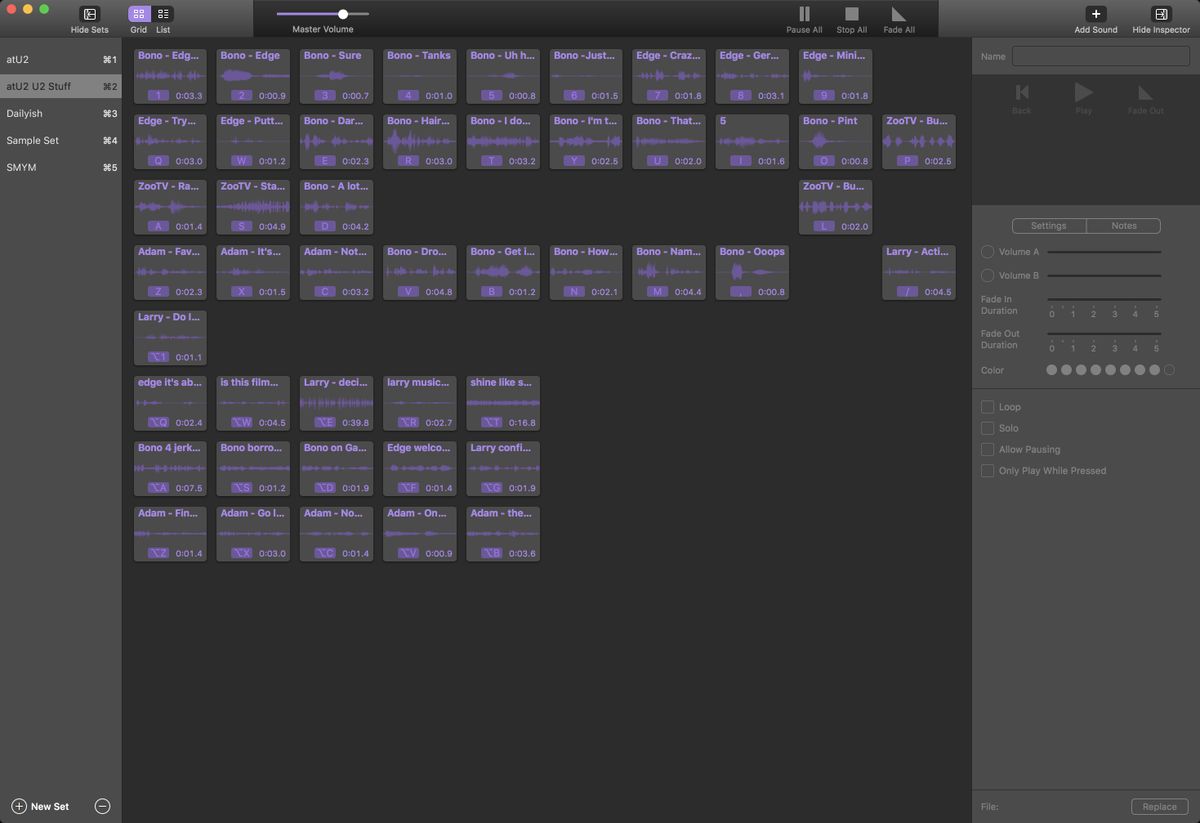 Hide Sets
Grid
List
Master Volume
Pause All
Stop All
Fade All
Add Sound
Hide Inspector
atU2 ⌘1
atU2 U2 Stuff ⌘2
Dailyish ⌘3
Sample Set ⌘4
SMYM ⌘5
New Set
Bono - Edg...
1 0:03.3
Bono - Edge
2 0:00.9
Bono - Sure
3 0:00.7
Bono - Tanks
4 0:01.0
Bono - Uh h...
5 0:00.8
Bono -Just...
6 0:01.5
Edge - Craz...
7 0:01.8
Edge - Ger...
8 0:03.1
Edge - Mini...
9 0:01.8
Edge - Try...
Q 0:03.0
Edge - Putt...
W 0:01.2
Bono - Dar...
E 0:02.3
Bono - Hair...
R 0:03.0
Bono - I do...
T 0:03.2
Bono - I'm t...
Y 0:02.5
Bono - That...
U 0:02.0
5
I 0:01.6
Bono - Pint
O 0:00.8
ZooTV - Bu...
P 0:02.5
ZooTV - Ra...
A 0:01.4
ZooTV - Sta...
S 0:04.9
Bono - A lot...
D 0:04.2
ZooTV - Bu...
L 0:02.0
Adam - Fav...
Z 0:02.3
Adam - It's...
X 0:01.5
Adam - Not...
C 0:03.2
Bono - Dro...
V 0:04.8
Bono - Get i...
B 0:01.2
Bono - How...
N 0:02.1
Bono - Nam...
M 0:04.4
Bono - Ooops
, 0:00.8
Larry - Acti...
/ 0:04.5
Larry - Do I...
⌥1 0:01.1
edge it's ab...
⌥Q 0:02.4
is this film...
⌥W 0:04.5
Larry - deci...
⌥E 0:39.8
larry music...
⌥R 0:02.7
shine like s...
⌥T 0:16.8
Bono 4 jerk...
⌥A 0:07.5
Bono borro...
⌥S 0:01.2
Bono on Ga...
⌥D 0:01.9
Edge welco...
⌥F 0:01.4
Larry confi...
⌥G 0:01.9
Adam - Fin...
⌥Z 0:01.4
Adam - Go I...
⌥X 0:03.0
Adam - No...
⌥C 0:01.4
Adam - On...
⌥V 0:00.9
Adam - the...
⌥B 0:03.6
Name
Back
Play
Fade Out
Settings
Notes
Volume A
Volume B
Fade In
Duration
0 1 2 3 4 5
Fade Out
Duration
0 1 2 3 4 5
Color
Loop
Solo
Allow Pausing
Only Play While Pressed
File:
Replace